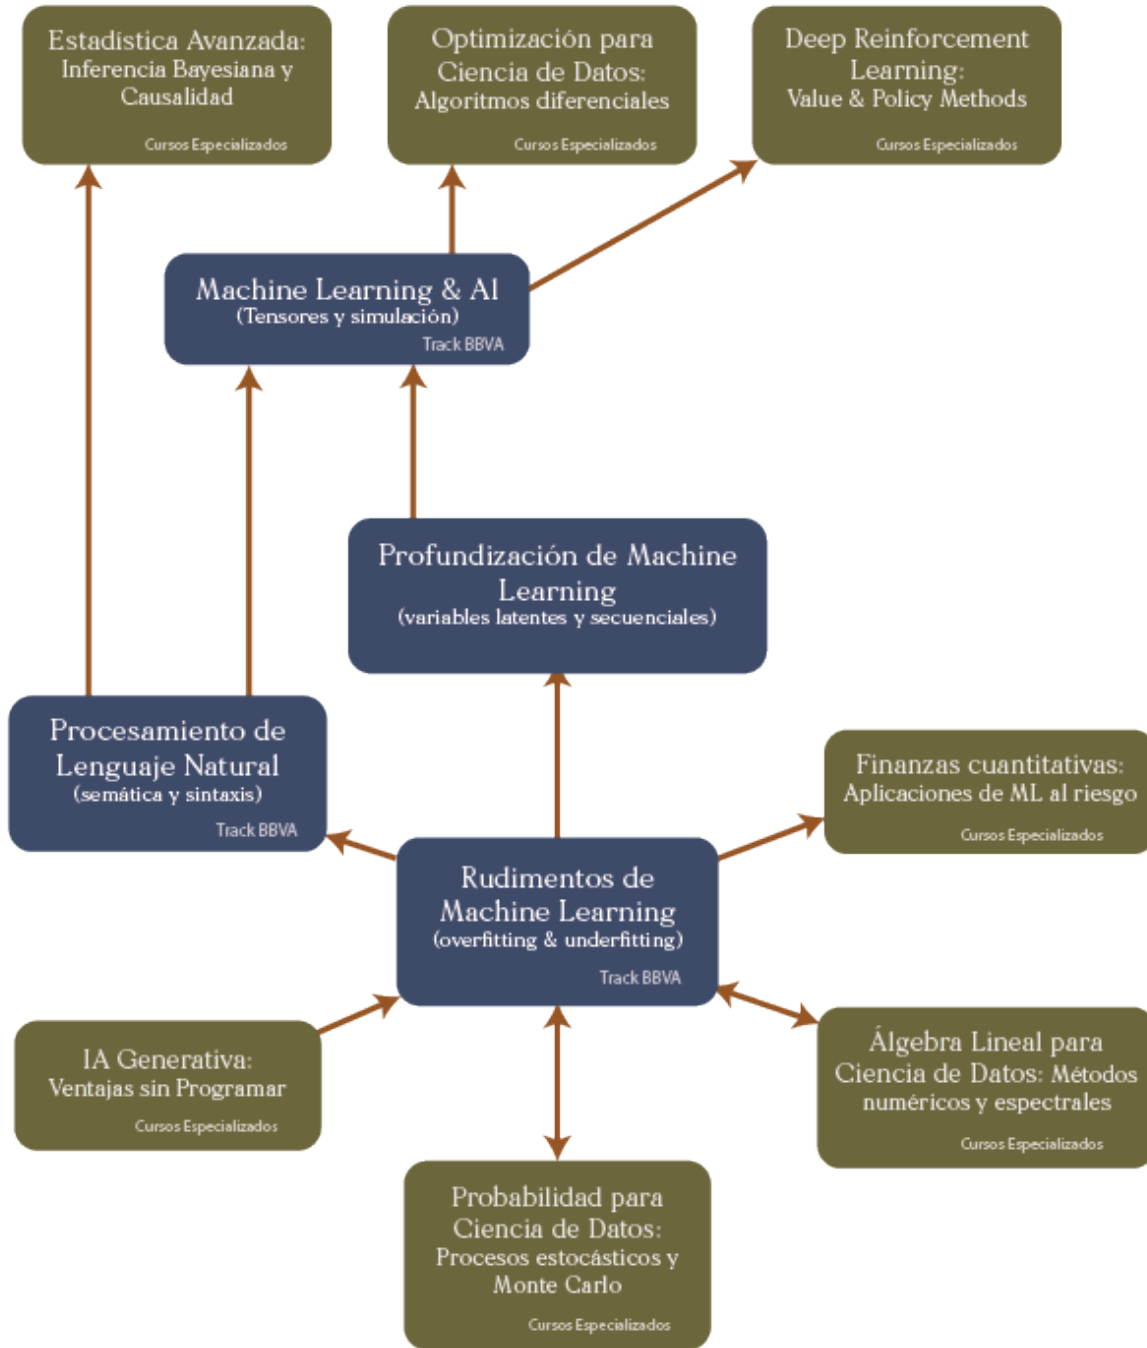 Estadística Avanzada:
Inferencia Bayesiana y
Causalidad
Cursos Especializados
Optimización para
Ciencia de Datos:
Algoritmos diferenciales
Cursos Especializados
Deep Reinforcement
Learning:
Value & Policy Methods
Cursos Especializados
Machine Learning & AI
(Tensores y simulación)
Track BBVA
Profundización de Machine
Learning
(variables latentes y secuenciales)
Procesamiento de
Lenguaje Natural
(semática y sintaxis)
Track BBVA
Finanzas cuantitativas:
Aplicaciones de ML al riesgo
Cursos Especializados
Rudimentos de
Machine Learning
(overfitting & underfitting)
Track BBVA
IA Generativa:
Ventajas sin Programar
Cursos Especializados
Álgebra Lineal para
Ciencia de Datos: Métodos
numéricos y espectrales
Cursos Especializados
Probabilidad para
Ciencia de Datos:
Procesos estocásticos y
Monte Carlo
Cursos Especializados